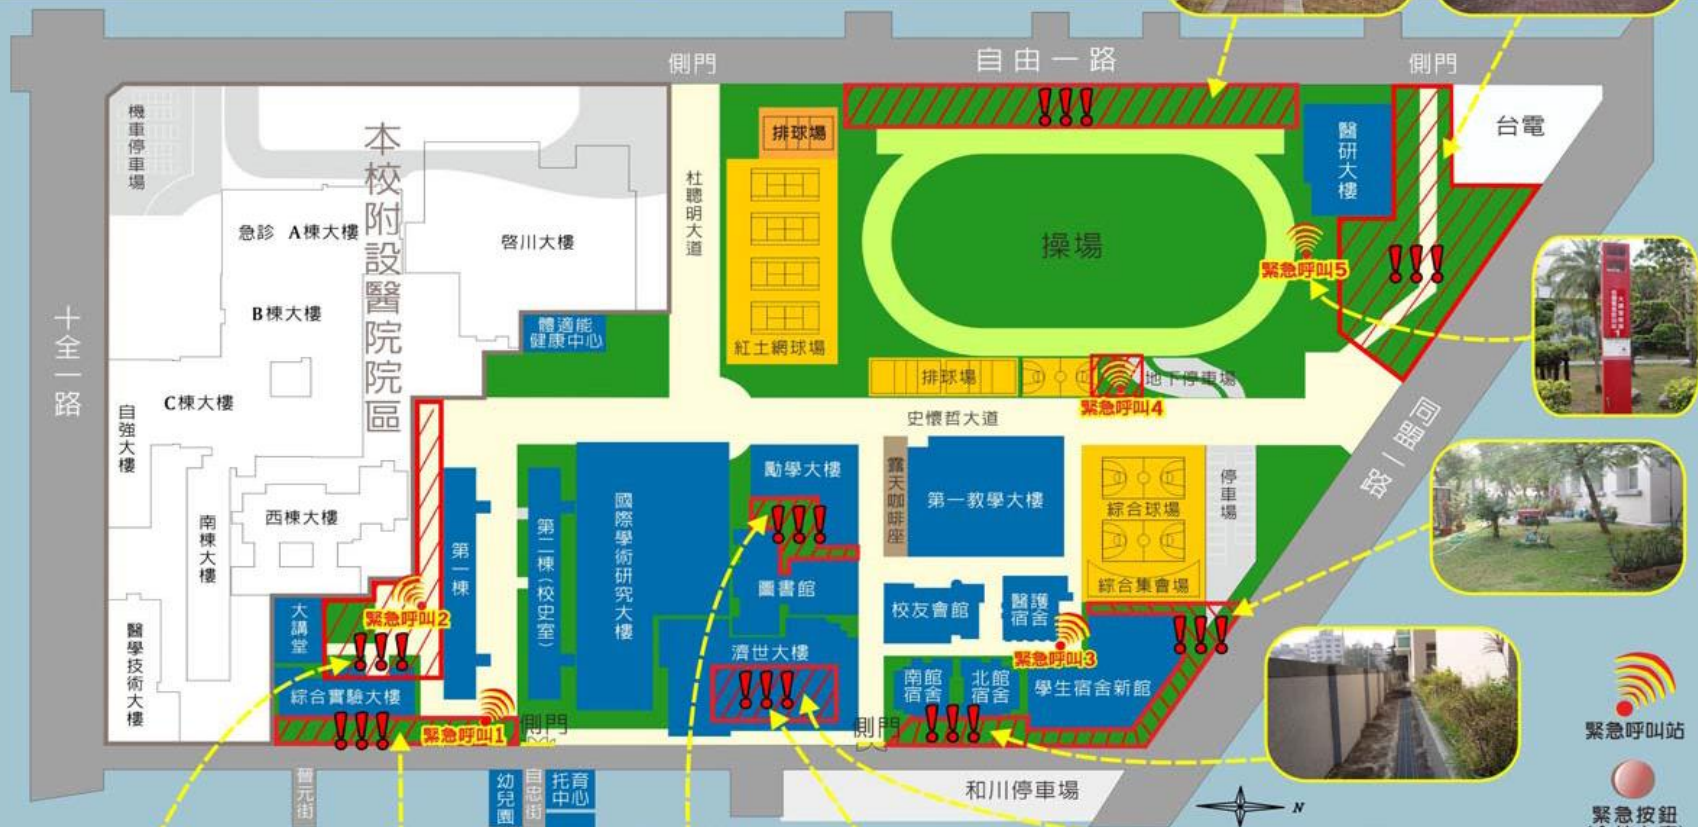 側門
自由一路
側門
機車停車場
本校附設醫院院區
排球場
醫研大樓
台電
杜聰明大道
急診 A棟大樓
啓川大樓
操場
緊急呼叫5
B棟大樓
體適能
健康中心
紅土網球場
十全一路
排球場
地下停車場
緊急呼叫4
C棟大樓
自強大樓
史懷哲大道
同盟一路
勵學大樓
露天咖啡座
第一教學大樓
停車場
綜合球場
國際學術研究大樓
西棟大樓
南棟大樓
第一棟
第二棟(校史室)
圖書館
綜合集會場
校友會館
醫護
宿舍
緊急呼叫2
大講堂
醫學技術大樓
濟世大樓
緊急呼叫3
南館
宿舍
北館
宿舍
學生宿舍新館
綜合實驗大樓
緊急呼叫1
側門
側門
緊急呼叫站
普元街
幼兒園
自忠街
托育
中心
和川停車場
N
緊急按鈕